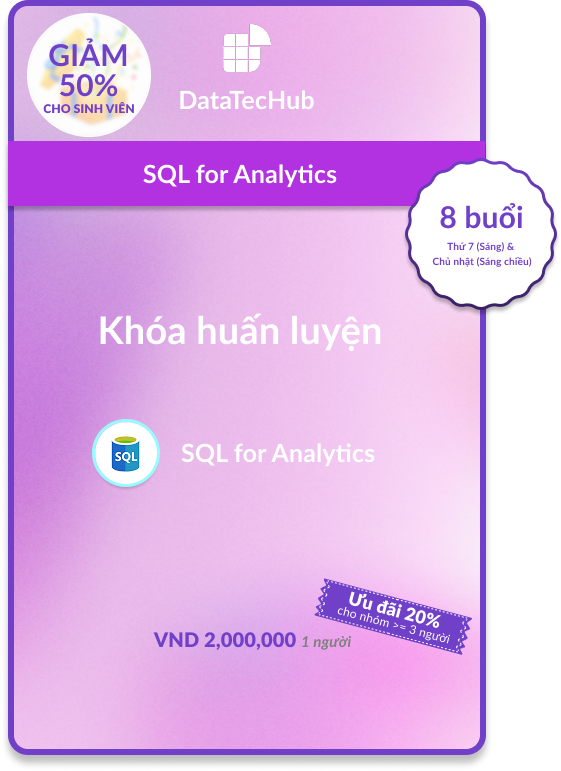 GIẢM
50%
CHO SINH VIÊN
DataTecHub
SQL for Analytics
8 buổi
Thứ 7 (Sáng) &
Chủ nhật (Sáng chiều)
Khóa huấn luyện
SQL
SQL for Analytics
Ưu đãi 20%
cho nhóm >= 3 người
VND 2,000,000 1 người